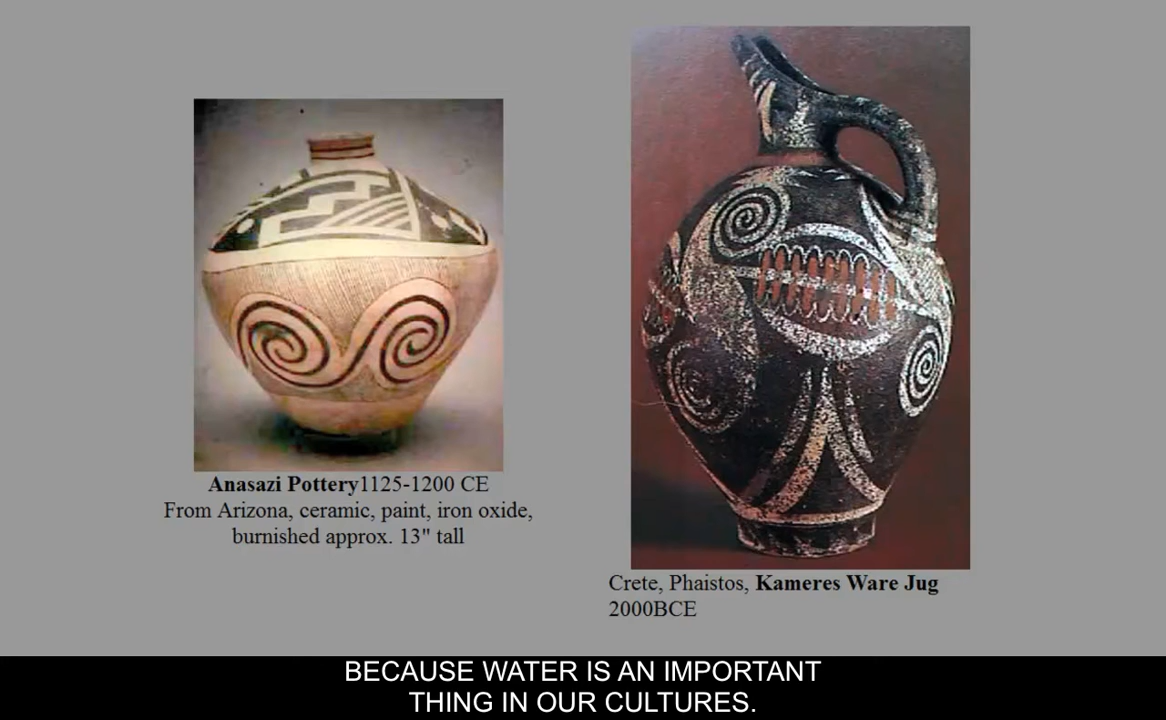 Anasazi Pottery1125-1200 CE
From Arizona, ceramic, paint, iron oxide,
burnished approx. 13" tall
Crete, Phaistos, Kameres Ware Jug
2000BCE
BECAUSE WATER IS AN IMPORTANT
THING IN OUR CULTURES.